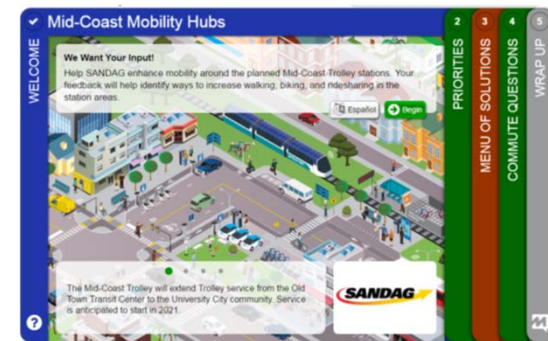 Mid-Coast Mobility Hubs
WELCOME
We Want Your Input!
Help SANDAG enhance mobility around the planned Mid-Coast Trolley stations. Your
feedback will help identify ways to increase walking, biking, and ridesharing in the
station areas.
Español
Begin
The Mid-Coast Trolley will extend Trolley service from the Old
Town Transit Center to the University City community. Service
is anticipated to start in 2021.
SANDAG
?
2
PRIORITIES
3
MENU OF SOLUTIONS
4
COMMUTE QUESTIONS
5
WRAP UP